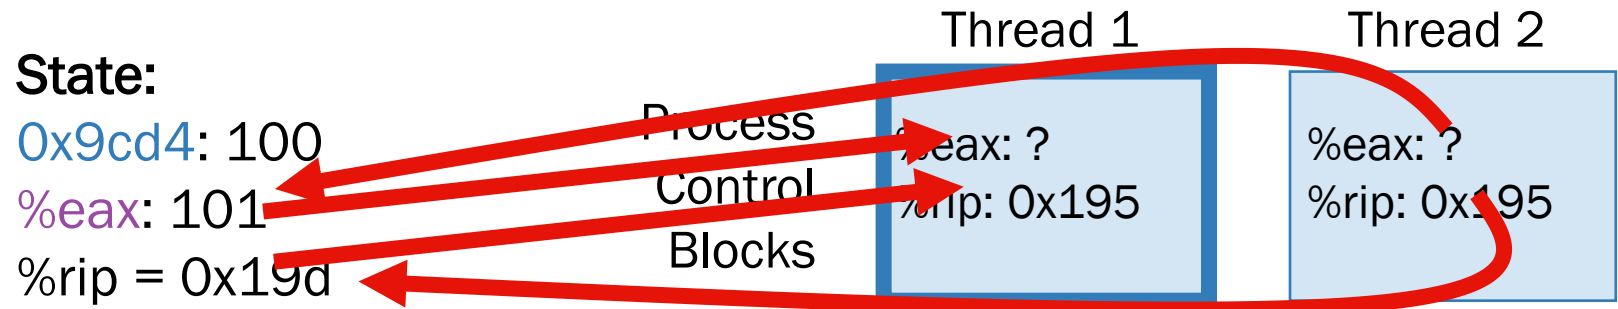 State:
0x9cd4: 100
%eax: 101
%rip = 0x19d
Process
Control
Blocks
Thread 1
%eax: ?
%rip: 0x195
Thread 2
%eax: ?
%rip: 0x195